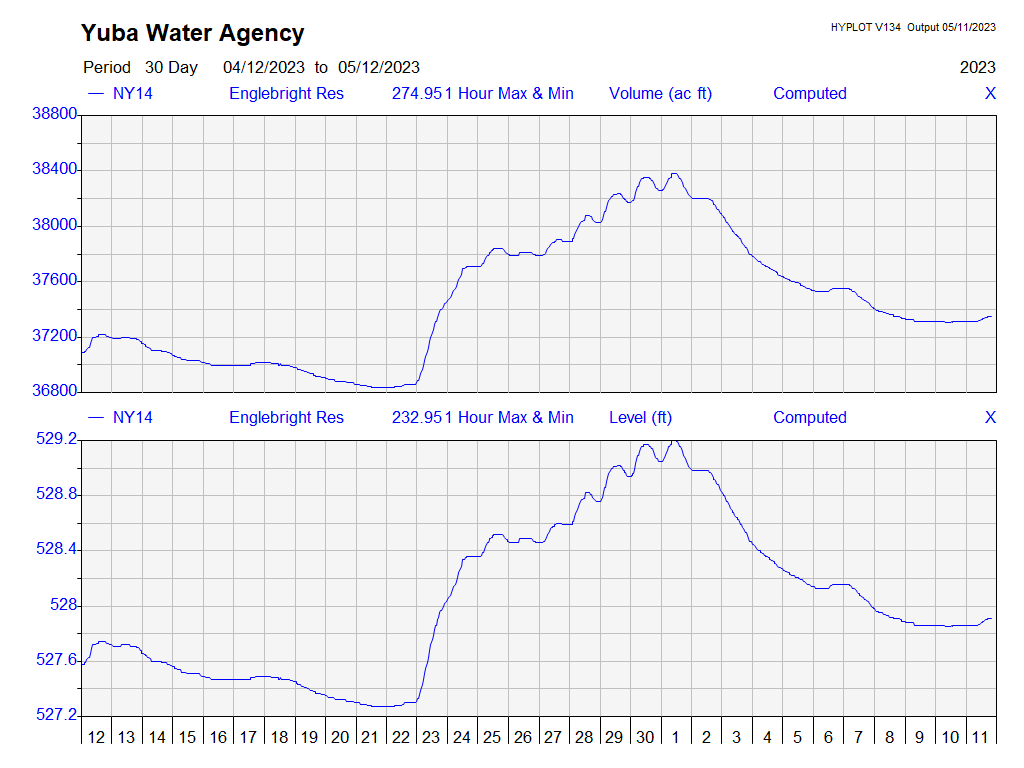 Yuba Water Agency
HYPLOT V134 Output 05/11/2023
Period 30 Day 04/12/2023 to 05/12/2023 2023
NY14 Englebright Res 274.951 Hour Max & Min Volume (ac ft) Computed X
38800
38400
38000
37600
37200
36800
NY14 Englebright Res 232.951 Hour Max & Min Level (ft) Computed X
529.2
528.8
528.4
528
527.6
527.2
12 13 14 15 16 17 18 19 20 21 22 23 24 25 26 27 28 29 30 1 2 3 4 5 6 7 8 9 10 11